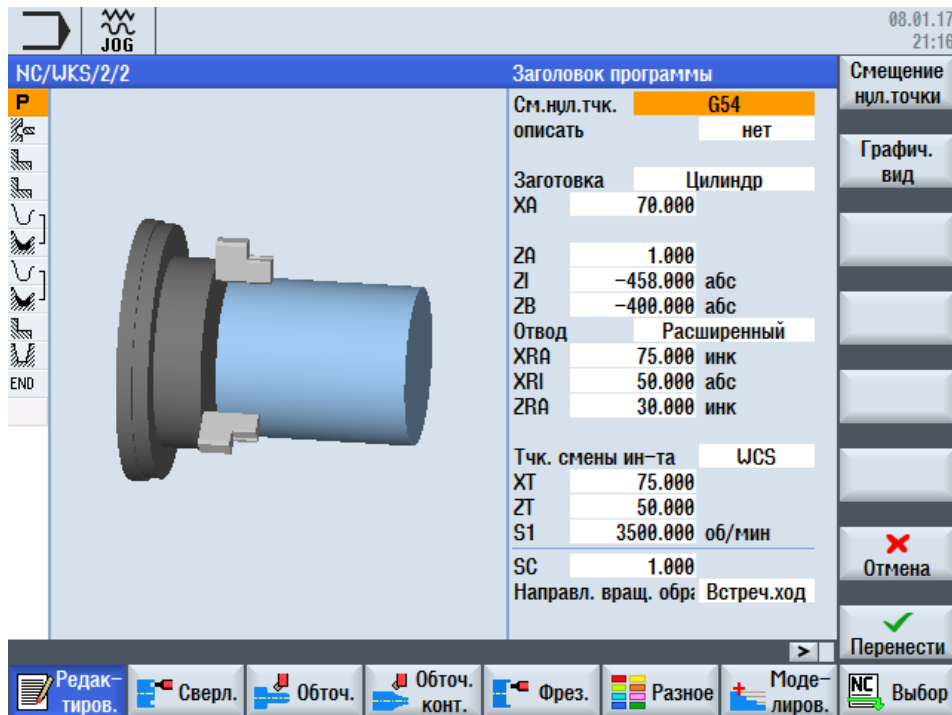 08.01.17
21:16
JOG
NC/WKS/2/2
Заголовок программы
Смещение
нул.точки
P
См.нул.тчк. G54
описать нет
Графич.
вид
Заготовка Цилиндр
XA 70.000
ZA 1.000
ZI -458.000 абс
ZB -400.000 абс
Отвод Расширенный
XRA 75.000 инк
XRI 50.000 абс
ZRA 30.000 инк
END
Тчк. смены ин-та WCS
XT 75.000
ZT 50.000
S1 3500.000 об/мин
SC 1.000
Направл. вращ. обра Встреч.ход
Отмена
Перенести
>
Редак-
тиров.
Сверл.
Обточ.
Обточ.
конт.
Фрез.
Разное
Моде-
лиров.
NC
Выбор